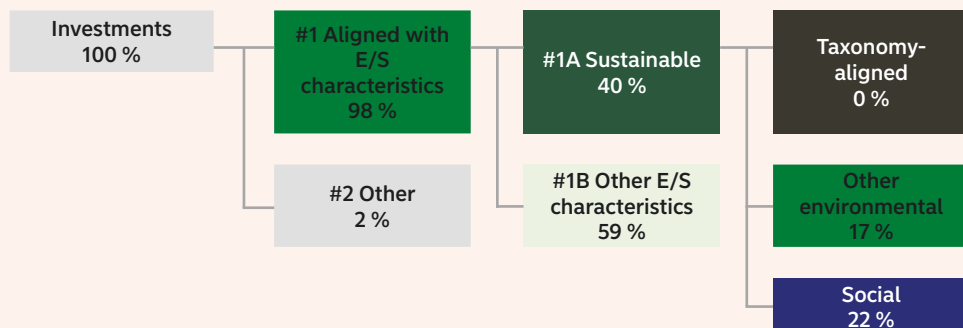 Investments
100 %
#1 Aligned with
E/S
characteristics
98 %
#2 Other
2 %
#1A Sustainable
40 %
#1B Other E/S
characteristics
59 %
Taxonomy-
aligned
0 %
Other
environmental
17 %
Social
22 %